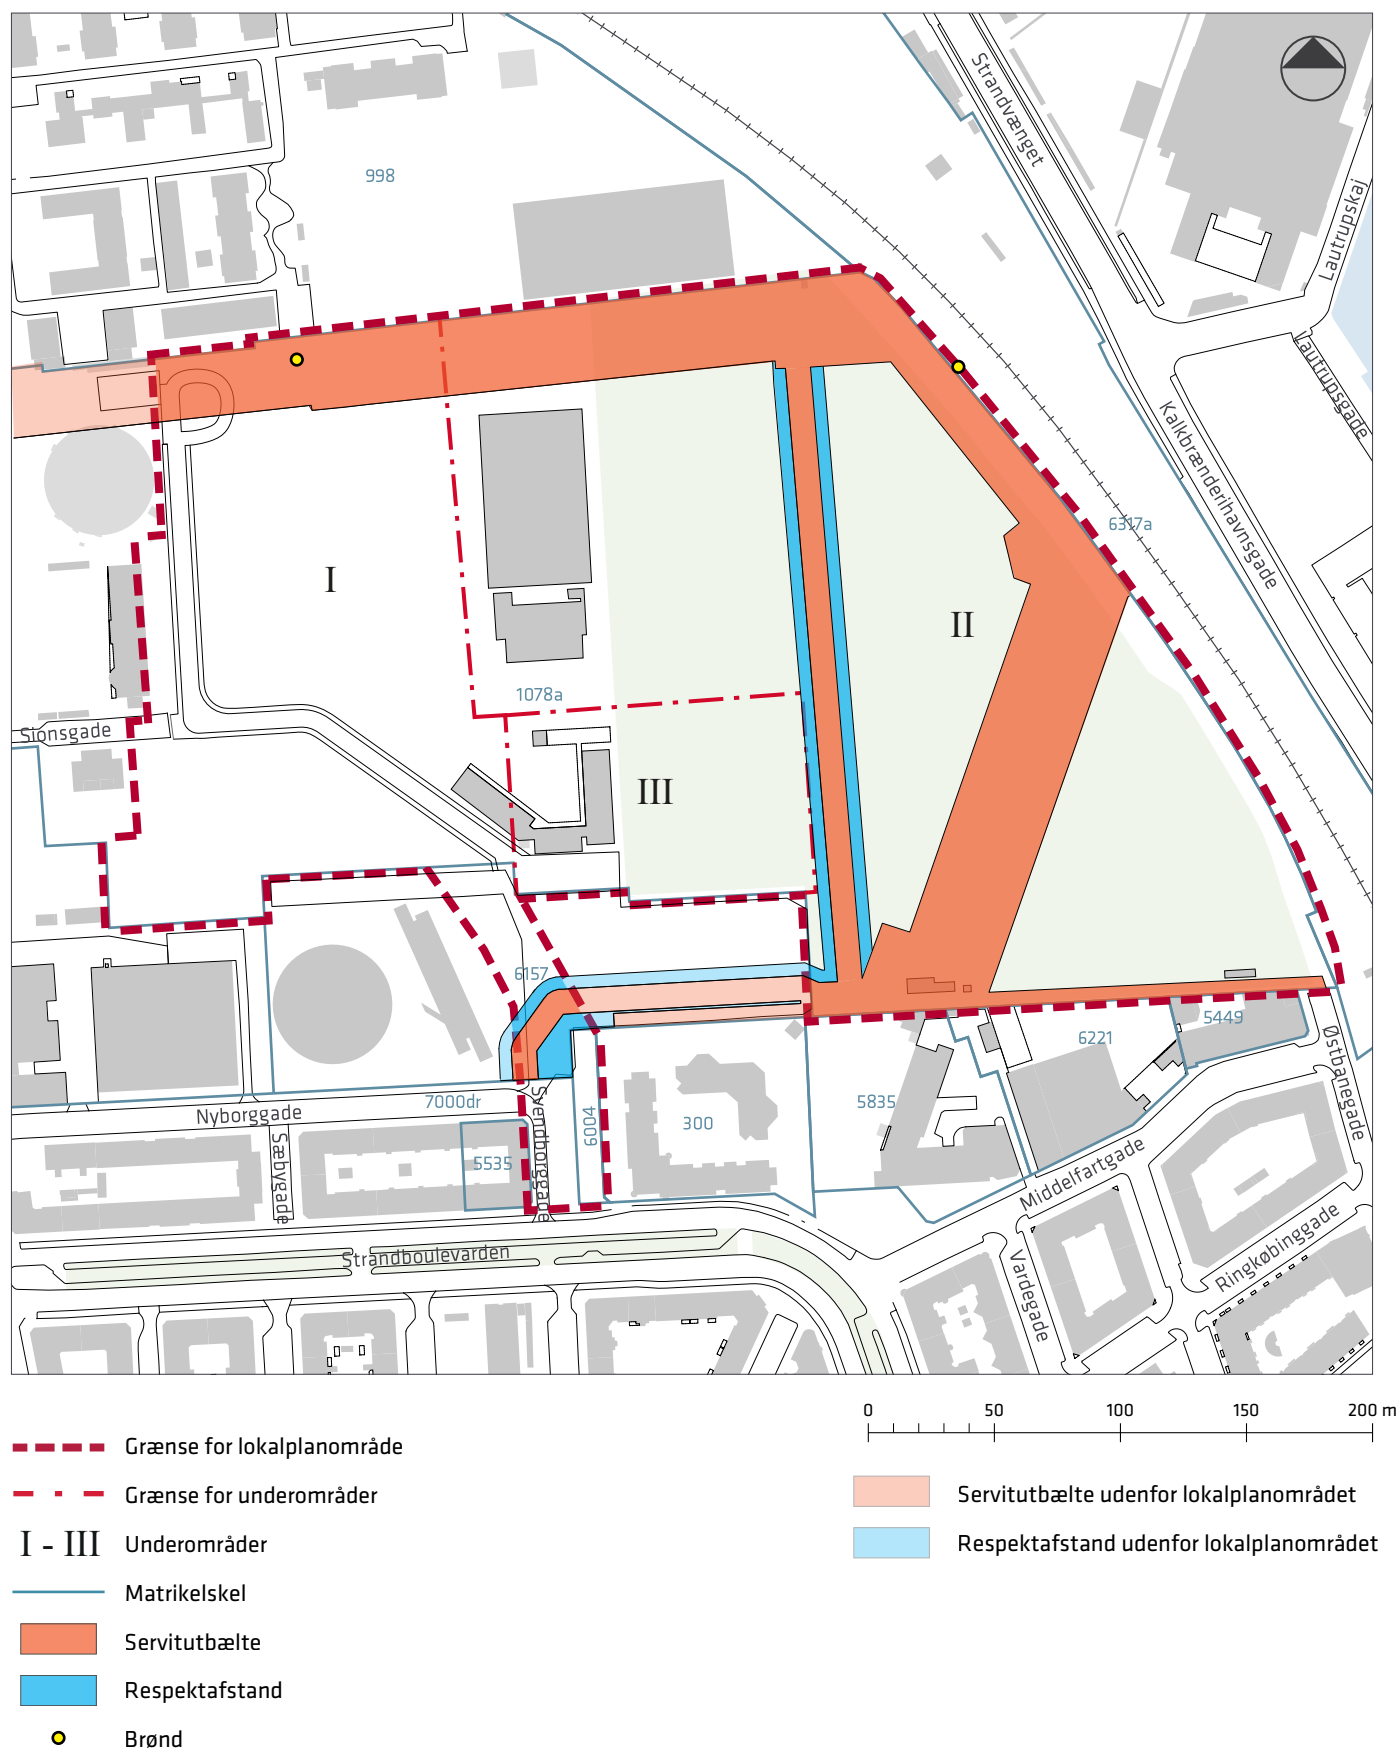 Strandvænget
998
Lautrupskaj
Lautrupsgade
Kalkbrænderihavnsgade
6317a
I
II
1078a
Sionsgade
III
6157
5449
6221
Østbanegade
7000dr
Nyborggade
Svendborggade
6004
300
5835
Sæbygade
5535
Middelfartgade
Strandboulevarden
Vardegade
Ringkøbinggade
0 50 100 150 200 m
Grænse for lokalplanområde
Grænse for underområder
I - III Underområder
Matrikelskel
Servitutbælte
Respektafstand
Brønd
Servitutbælte udenfor lokalplanområdet
Respektafstand udenfor lokalplanområdet